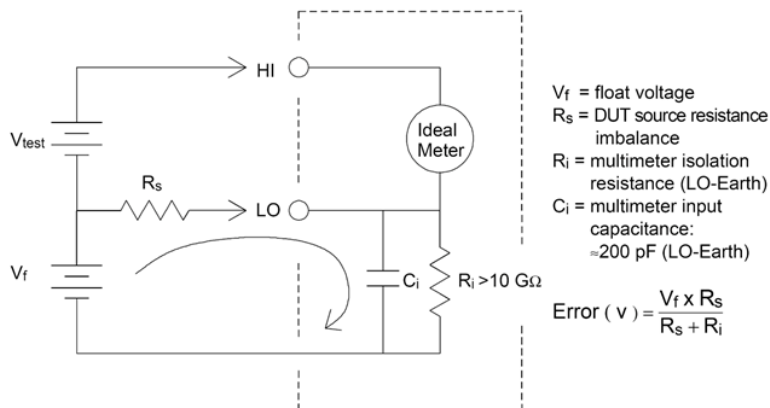 HI
Vtest
Ideal
Meter
Rs
LO
Vf
Ci
Ri >10 GΩ
Vf = float voltage
Rs = DUT source resistance
imbalance
Ri = multimeter isolation
resistance (LO-Earth)
Ci = multimeter input
capacitance:
≈200 pF (LO-Earth)
Error ( v ) = Vf x Rs
Rs + Ri